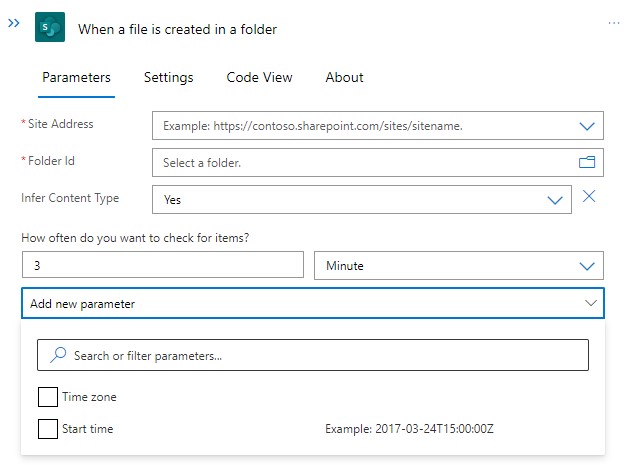 When a file is created in a folder
Parameters Settings Code View About
* Site Address Example: https://contoso.sharepoint.com/sites/sitename.
* Folder Id Select a folder.
Infer Content Type Yes
How often do you want to check for items?
3 Minute
Add new parameter
Search or filter parameters...
Time zone
Start time Example: 2017-03-24T15:00:00Z